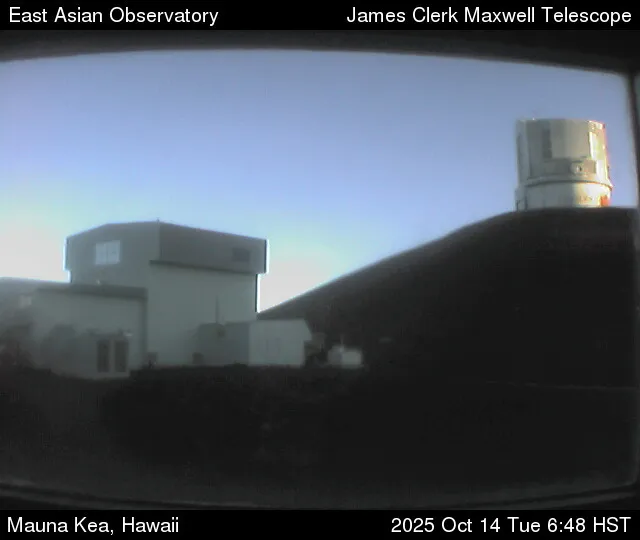 East Asian Observatory
James Clerk Maxwell Telescope
Mauna Kea, Hawaii
2025 Oct 14 Tue 6:48 HST